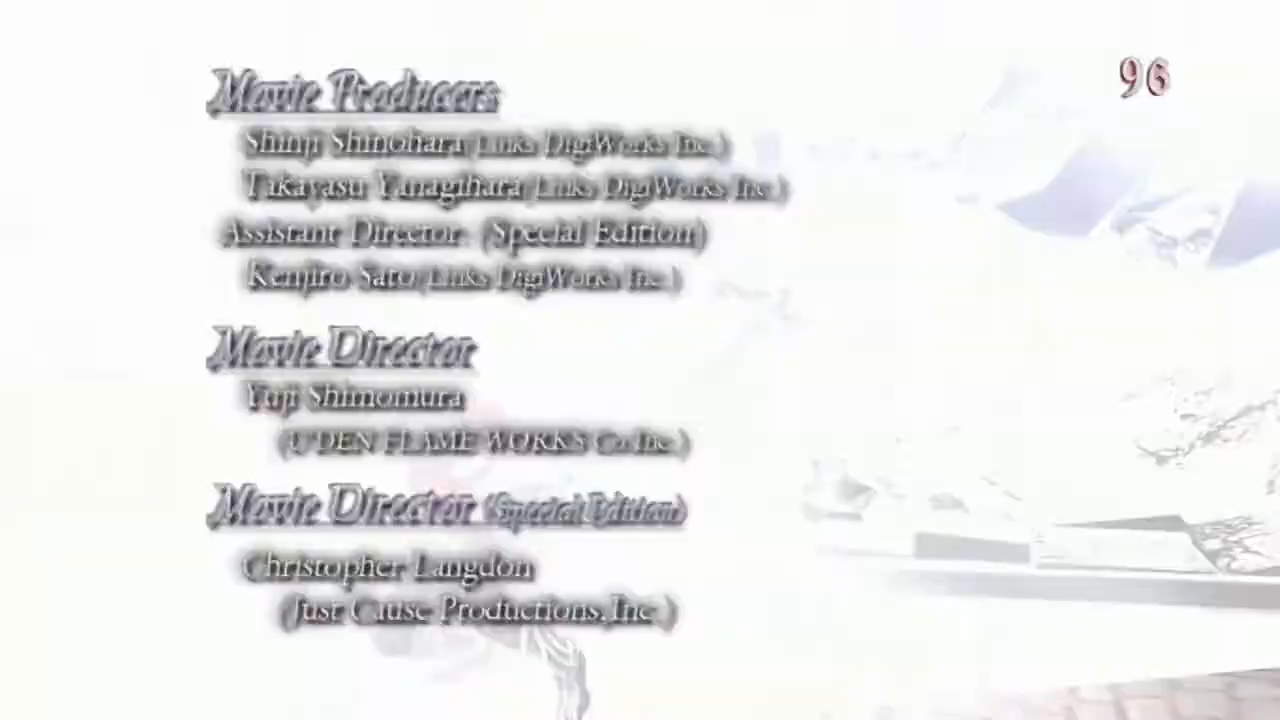 96
Movie Producers
Shinji Shinohara (Links DigiWorks Inc.)
Takayasu Yanagihara (Links DigiWorks Inc.)
Assistant Director (Special Edition)
Kenjiro Sato (Links DigiWorks Inc.)
Movie Director
Yuji Shimomura
(U'DEN FLAME WORKS Co.Inc.)
Movie Director (Special Edition)
Christopher Langdon
(Just Cause Productions,Inc.)